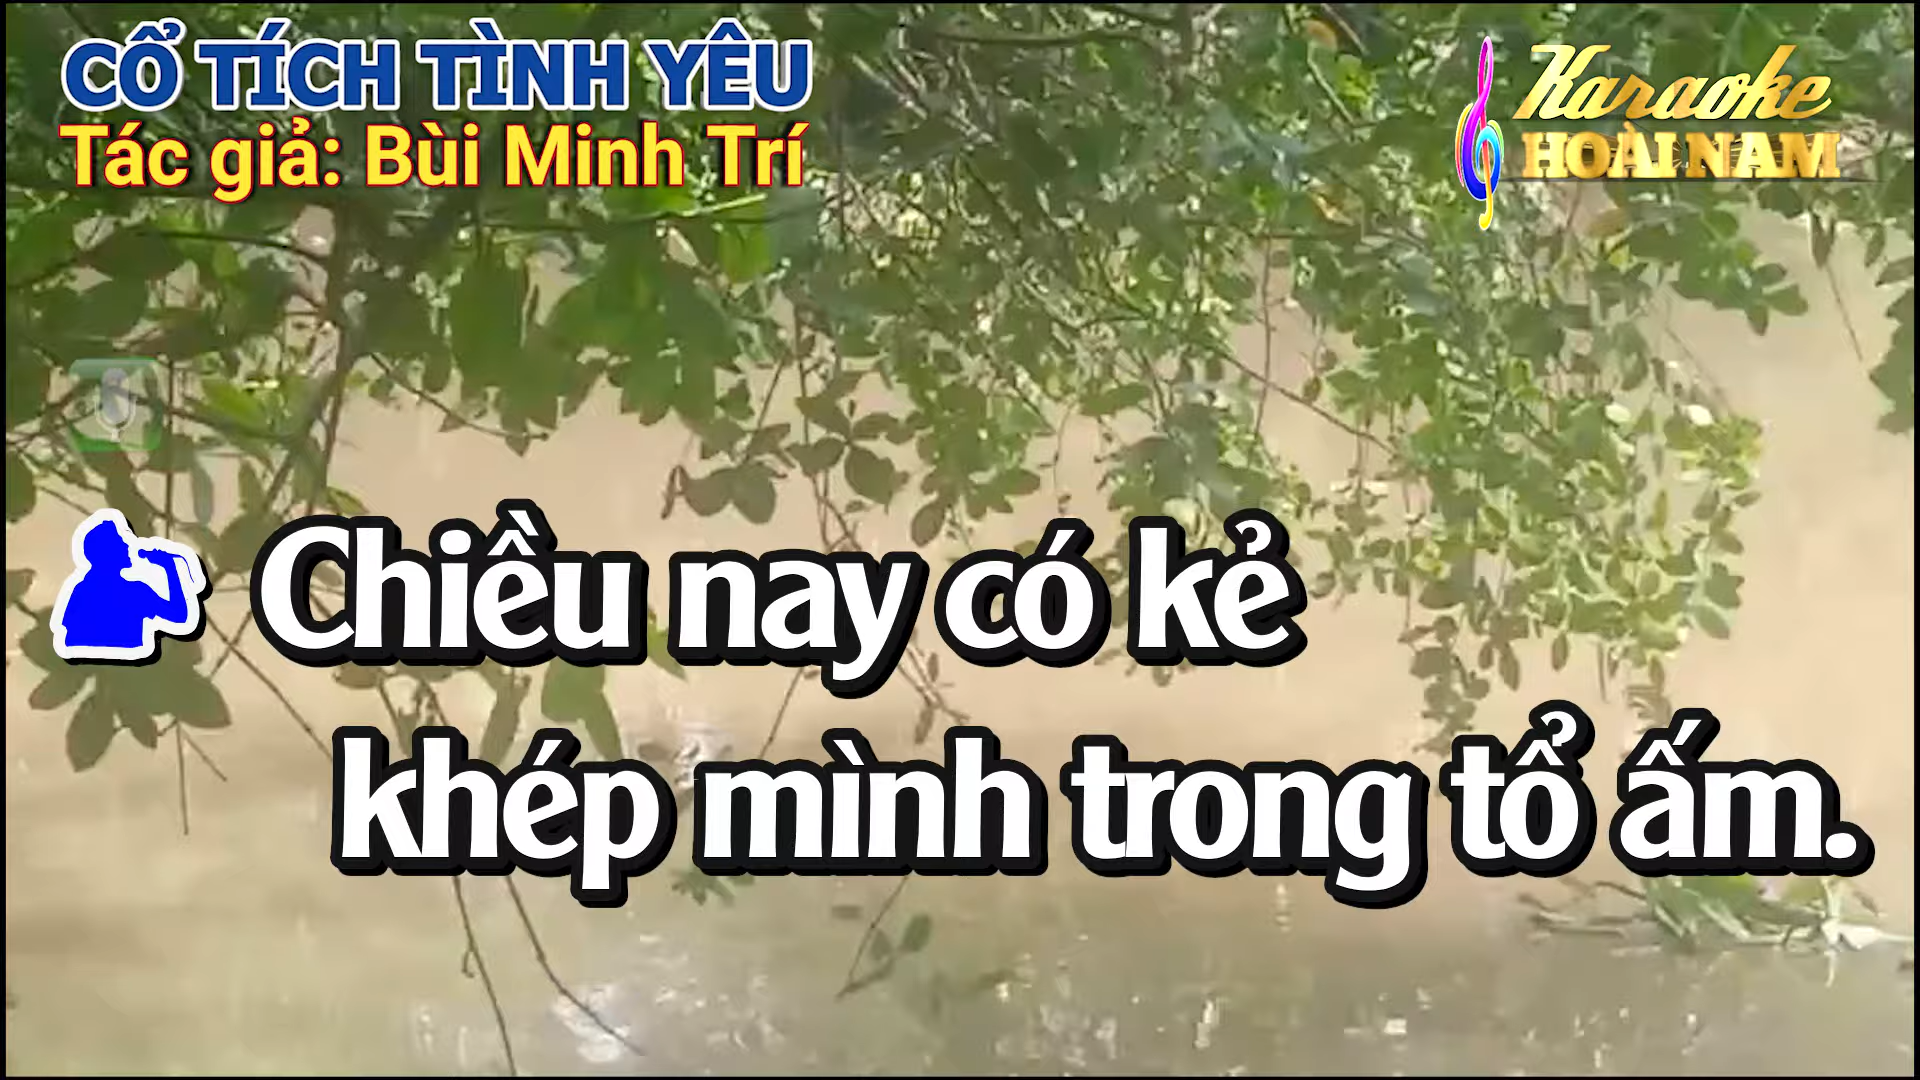 CỔ TÍCH TÌNH YÊU
Tác giả: Bùi Minh Trí
Karaoke
HOÀI NAM
Chiều nay có kẻ
khép mình trong tổ ấm.